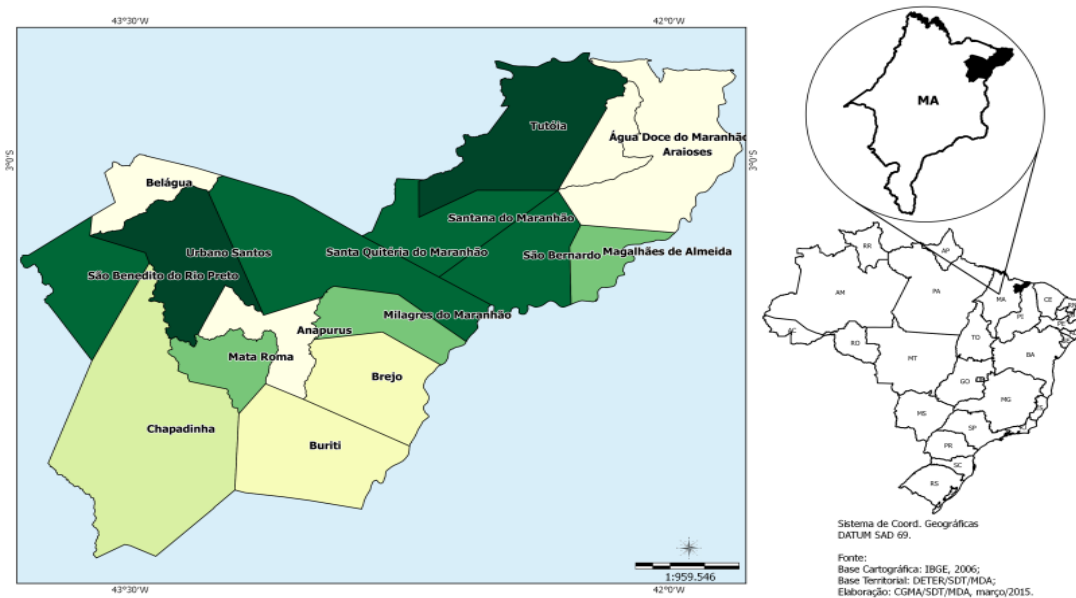 43°30'W
42°0'W
3°0'S
3°0'S
Tutóia
Água Doce do Maranhão
Araioses
Belágua
Santana do Maranhão
Urbano Santos
Santa Quitéria do Maranhão
São Bernardo
Magalhães de Almeida
São Benedito do Rio Preto
Milagres do Maranhão
Anapurus
Mata Roma
Brejo
Chapadinha
Buriti
1:959.546
43°30'W
42°0'W
MA
RR
AP
AM
PA
MA
CE
PI
PE
AC
RO
TO
BA
MT
GO
MG
MS
SP
PR
SC
RS
Sistema de Coord. Geográficas
DATUM SAD 69.
Fonte:
Base Cartográfica: IBGE, 2006;
Base Territorial: DETER/SDT/MDA;
Elaboração: CGMA/SDT/MDA, março/2015.